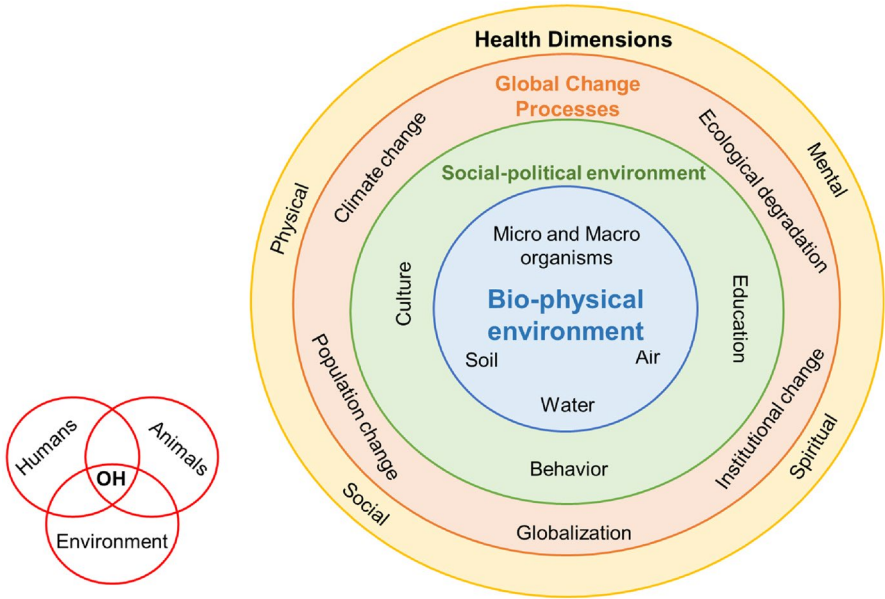 Health Dimensions
Global Change
Processes
Climate change
Ecological degradation
Mental
Physical
Social-political environment
Micro and Macro
organisms
Culture
Education
Bio-physical
environment
Soil
Air
Water
Population change
Institutional change
Spiritual
Behavior
Social
Globalization
Humans
Animals
OH
Environment